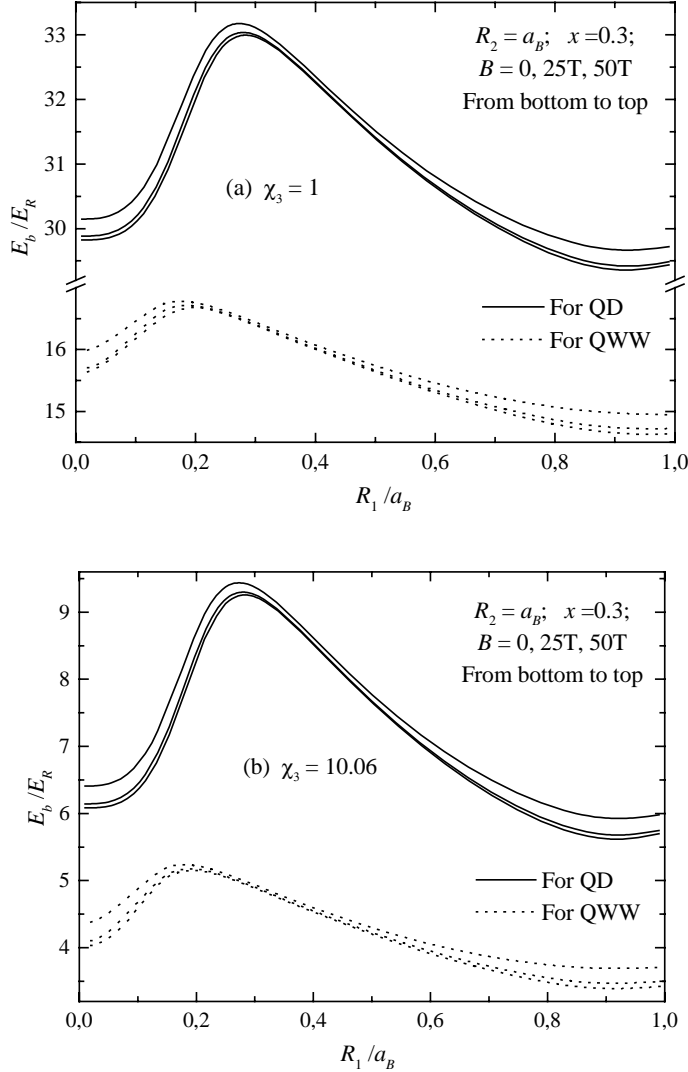 33
32
31
30
16
15
E_b/E_R
R_2 = a_B; x =0.3;
B = 0, 25T, 50T
From bottom to top
(a) χ_3 = 1
For QD
For QWW
0,0 0,2 0,4 0,6 0,8 1,0
R_1/a_B
9
8
7
6
5
4
E_b/E_R
R_2 = a_B; x =0.3;
B = 0, 25T, 50T
From bottom to top
(b) χ_3 = 10.06
For QD
For QWW
0,0 0,2 0,4 0,6 0,8 1,0
R_1/a_B